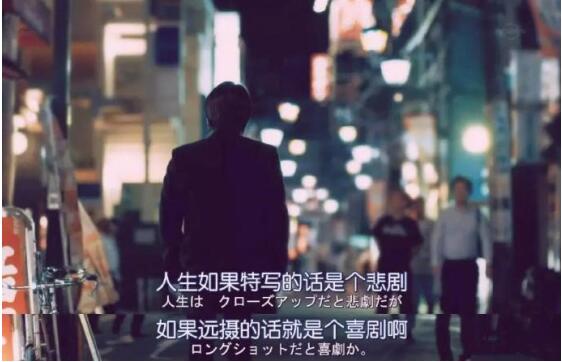 人生如果特写的话是个悲剧
人生は　クローズアップだと悲劇だが
如果远摄的话就是个喜剧啊
ロングショットだと喜劇か。